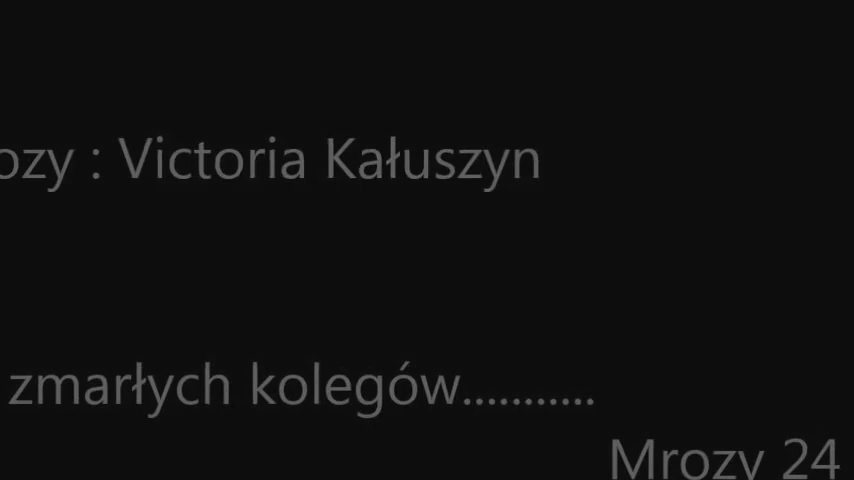 ozy : Victoria Kałuszyn
zmarłych kolegów...........
Mrozy 24